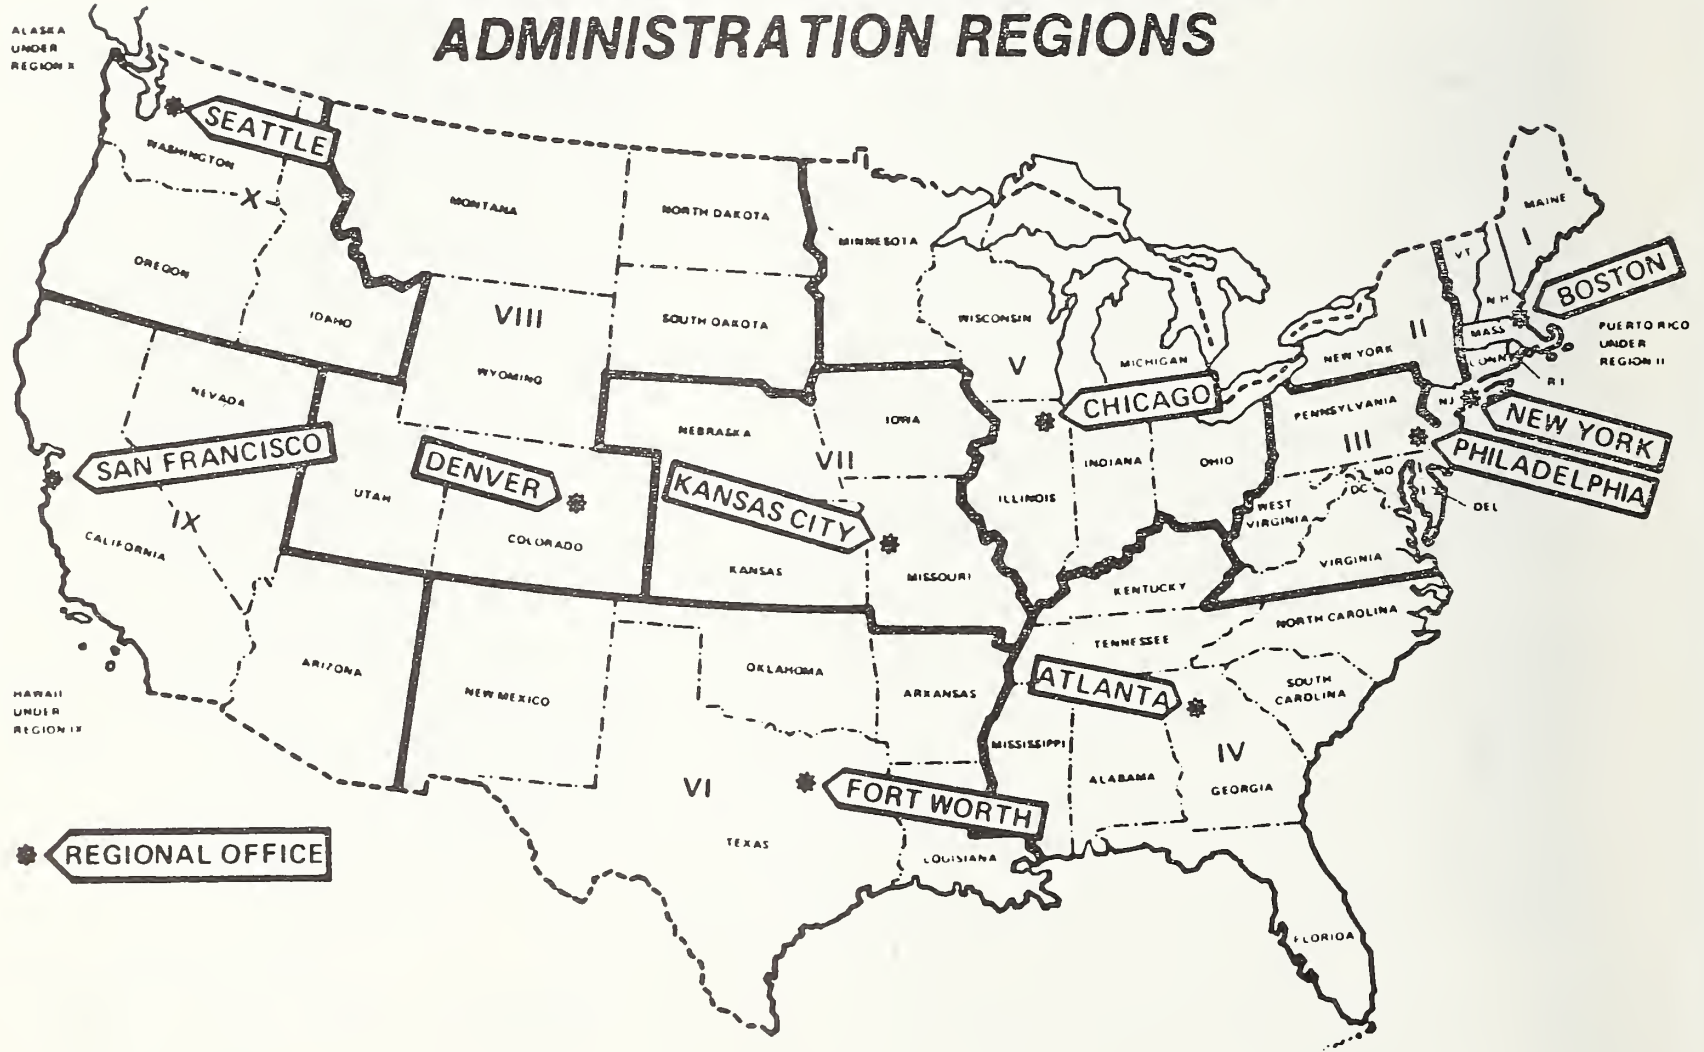 ADMINISTRATION REGIONS
ALASKA
UNDER
REGION X
SEATTLE
WASHINGTON
X
OREGON
IDAHO
MONTANA
NORTH DAKOTA
MINNESOTA
VIII
SOUTH DAKOTA
WYOMING
WISCONSIN
V
MICHIGAN
MAINE
I
VT
NH
BOSTON
MASS
CONN
RI
PUERTO RICO
UNDER
REGION II
II
NEW YORK
NEVADA
SAN FRANCISCO
IX
CALIFORNIA
UTAH
DENVER
COLORADO
NEBRASKA
IOWA
VII
KANSAS CITY
KANSAS
MISSOURI
CHICAGO
ILLINOIS
INDIANA
OHIO
PENNSYLVANIA
III
NJ
NEW YORK
PHILADELPHIA
MD
DC
DEL
WEST
VIRGINIA
VIRGINIA
KENTUCKY
TENNESSEE
NORTH CAROLINA
HAWAII
UNDER
REGION IX
ARIZONA
NEW MEXICO
OKLAHOMA
ARKANSAS
ATLANTA
SOUTH
CAROLINA
MISSISSIPPI
ALABAMA
IV
GEORGIA
VI
TEXAS
FORT WORTH
LOUISIANA
FLORIDA
REGIONAL OFFICE